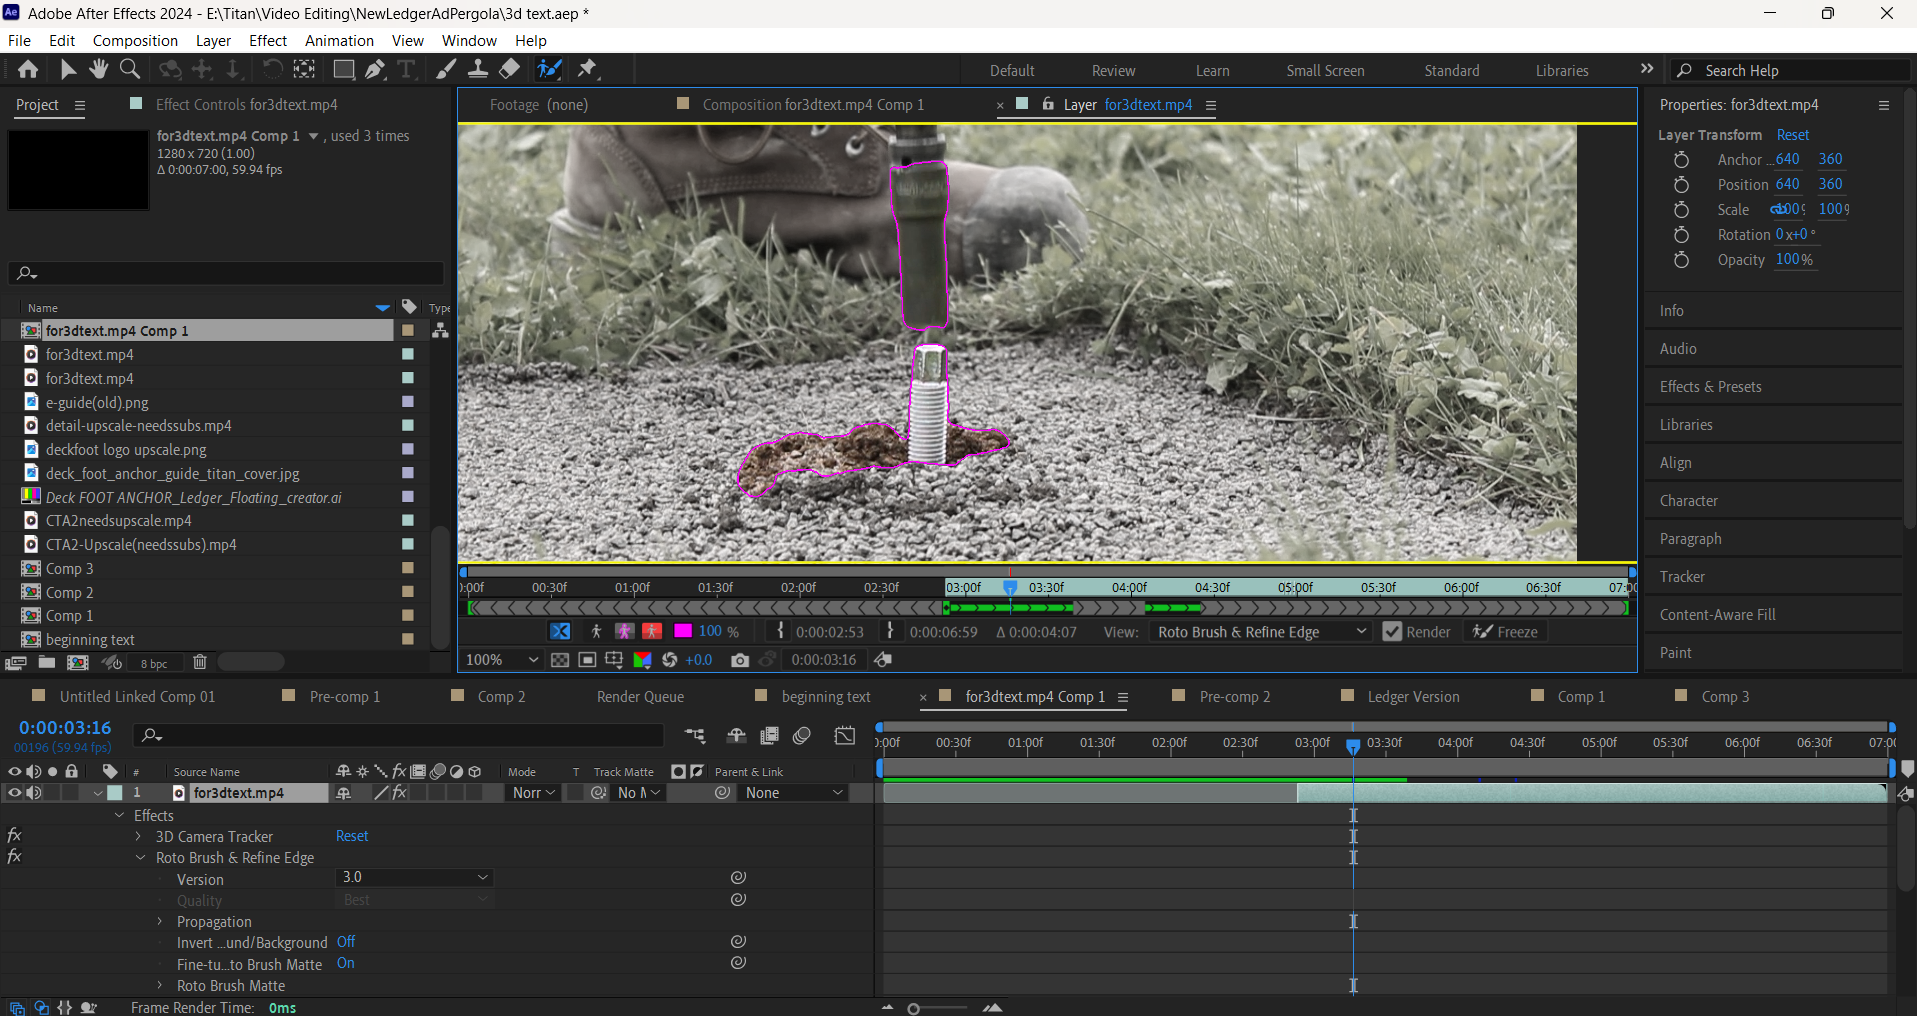 Adobe After Effects 2024 - E:\Titan\Video Editing\NewLedgerAdPergola\3d text.aep *
File Edit Composition Layer Effect Animation View Window Help
Default Review Learn Small Screen Standard Libraries Search Help
Project Effect Controls for3dtext.mp4
Footage (none) Composition for3dtext.mp4 Comp 1 Layer for3dtext.mp4
Properties: for3dtext.mp4
for3dtext.mp4 Comp 1 , used 3 times
1280 x 720 (1.00)
Δ 0:00:07:00, 59.94 fps
Layer Transform Reset
Anchor ... 640 360
Position 640 360
Scale 100% 100%
Rotation 0x+0°
Opacity 100%
Info
Audio
Effects & Presets
Libraries
Align
Character
Paragraph
Tracker
Content-Aware Fill
Paint
Name Type
for3dtext.mp4 Comp 1
for3dtext.mp4
for3dtext.mp4
e-guide(old).png
detail-upscale-needssubs.mp4
deckfoot logo upscale.png
deck_foot_anchor_guide_titan_cover.jpg
Deck FOOT ANCHOR_Ledger_Floating_creator.ai
CTA2needsupscale.mp4
CTA2-Upscale(needssubs).mp4
Comp 3
Comp 2
Comp 1
beginning text
8 bpc
):00f 00:30f 01:00f 01:30f 02:00f 02:30f 03:00f 03:30f 04:00f 04:30f 05:00f 05:30f 06:00f 06:30f 07:0
100 % 0:00:02:53 0:00:06:59 Δ 0:00:04:07 View: Roto Brush & Refine Edge Render Freeze
100% +0.0 0:00:03:16
Untitled Linked Comp 01 Pre-comp 1 Comp 2 Render Queue beginning text for3dtext.mp4 Comp 1 Pre-comp 2 Ledger Version Comp 1 Comp 3
0:00:03:16
00196 (59.94 fps)
):00f 00:30f 01:00f 01:30f 02:00f 02:30f 03:00f 03:30f 04:00f 04:30f 05:00f 05:30f 06:00f 06:30f 07:0
# Source Name fx Mode T Track Matte Parent & Link
1 for3dtext.mp4 fx Norr No M None
Effects
fx 3D Camera Tracker Reset
fx Roto Brush & Refine Edge
Version 3.0
Quality Best
Propagation
Invert ...und/Background Off
Fine-tu...to Brush Matte On
Roto Brush Matte
Frame Render Time: 0ms